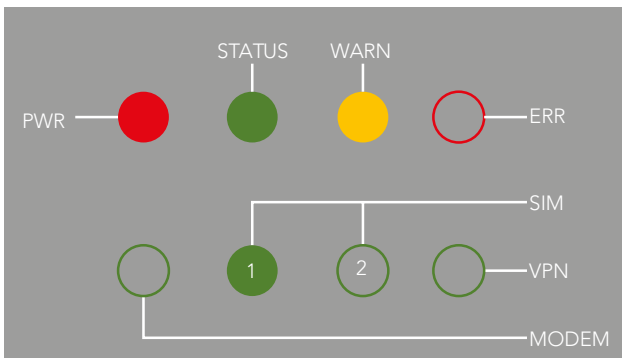 STATUS WARN
PWR ERR
SIM
1 2 VPN
MODEM